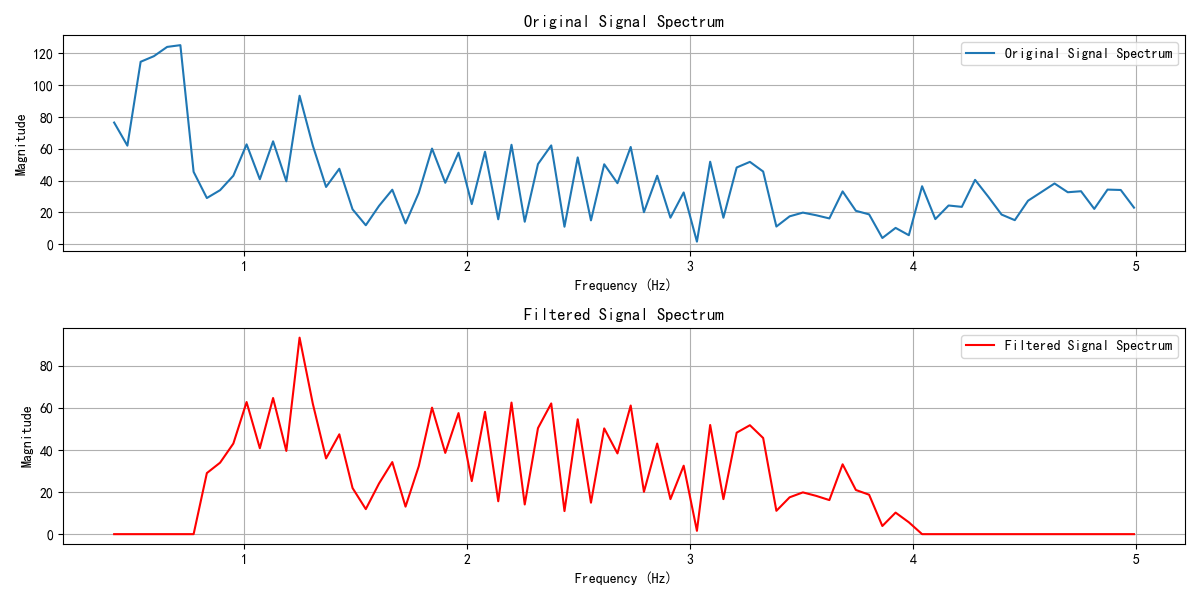 Original Signal Spectrum
Original Signal Spectrum
Magnitude
120
100
80
60
40
20
0
1
2
3
4
5
Frequency (Hz)
Filtered Signal Spectrum
Filtered Signal Spectrum
Magnitude
80
60
40
20
0
1
2
3
4
5
Frequency (Hz)